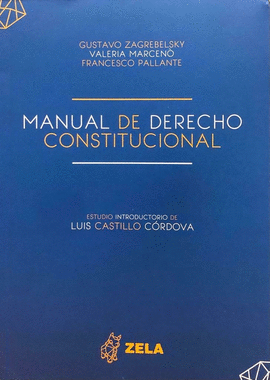 GUSTAVO ZAGREBELSKY
VALERIA MARCENÒ
FRANCESCO PALLANTE
MANUAL DE DERECHO
CONSTITUCIONAL
ESTUDIO INTRODUCTORIO DE
LUIS CASTILLO CÓRDOVA
ZELA